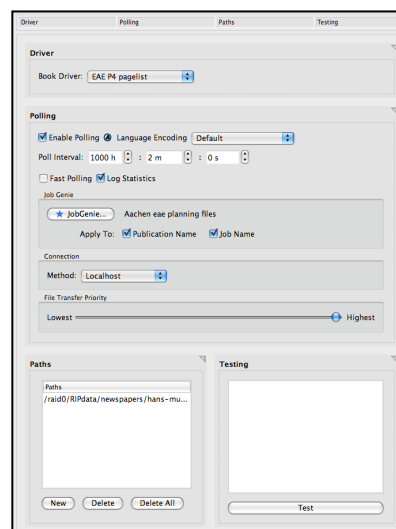 Driver Polling Paths Testing
Driver
Book Driver: EAE P4 pagelist
Polling
Enable Polling Language Encoding Default
Poll Interval: 1000 h : 2 m : 0 s
Fast Polling Log Statistics
Job Genie
JobGenie... Aachen eae planning files
Apply To: Publication Name Job Name
Connection
Method: Localhost
File Transfer Priority
Lowest Highest
Paths
Paths
/raid0/RIPdata/newspapers/hans-mu...
New Delete Delete All
Testing
Test